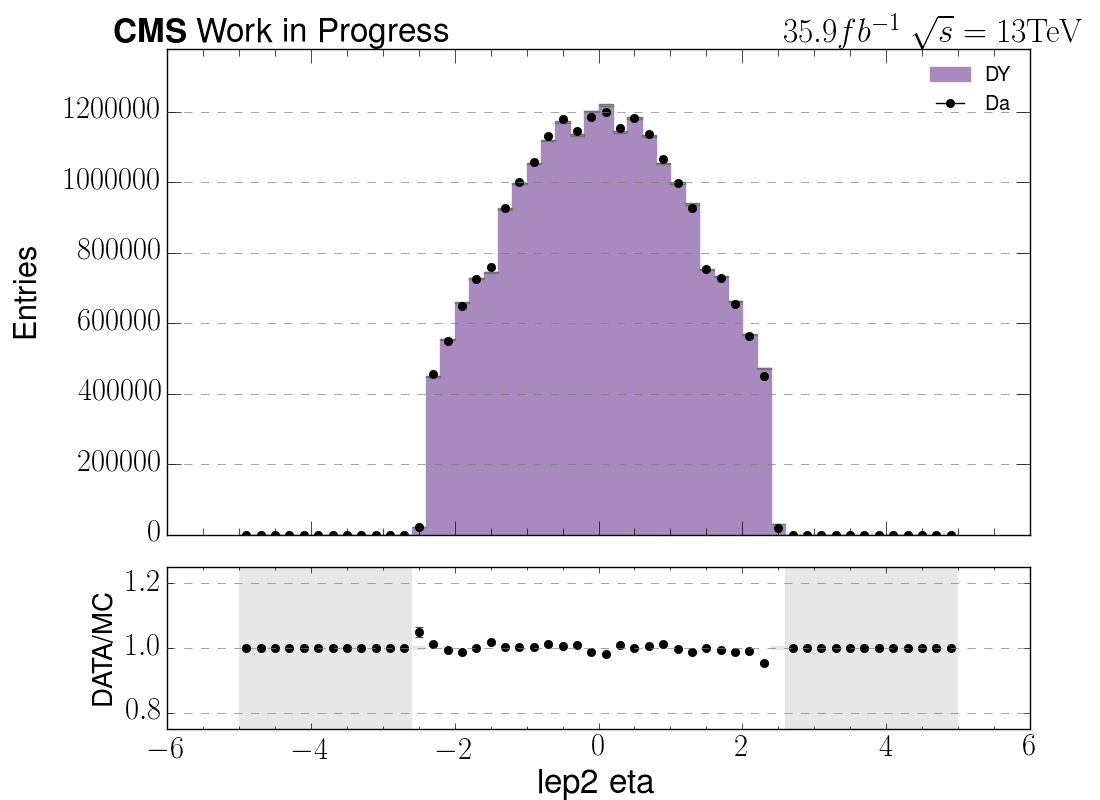 CMS Work in Progress
35.9fb⁻¹ √s = 13TeV
DY
Da
Entries
1200000
1000000
800000
600000
400000
200000
0
DATA/MC
1.2
1.0
0.8
−6 −4 −2 0 2 4 6
lep2 eta